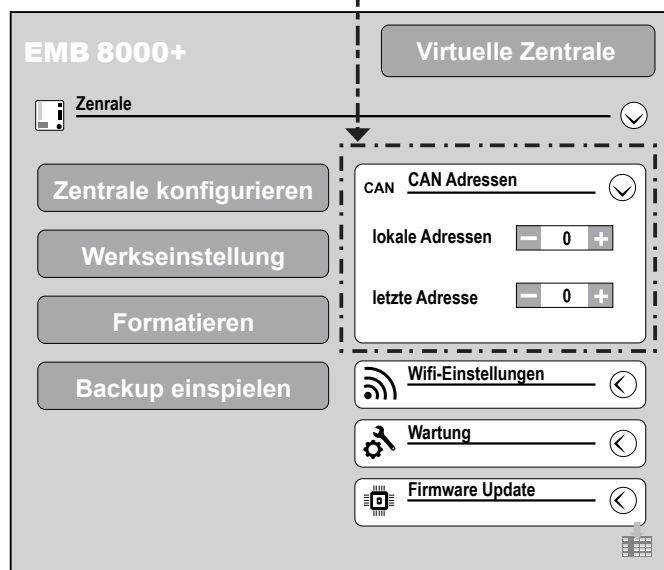 EMB 8000+
Virtuelle Zentrale
Zenrale
Zentrale konfigurieren
Werkseinstellung
Formatieren
Backup einspielen
CAN CAN Adressen
lokale Adressen − 0 +
letzte Adresse − 0 +
Wifi-Einstellungen
Wartung
Firmware Update